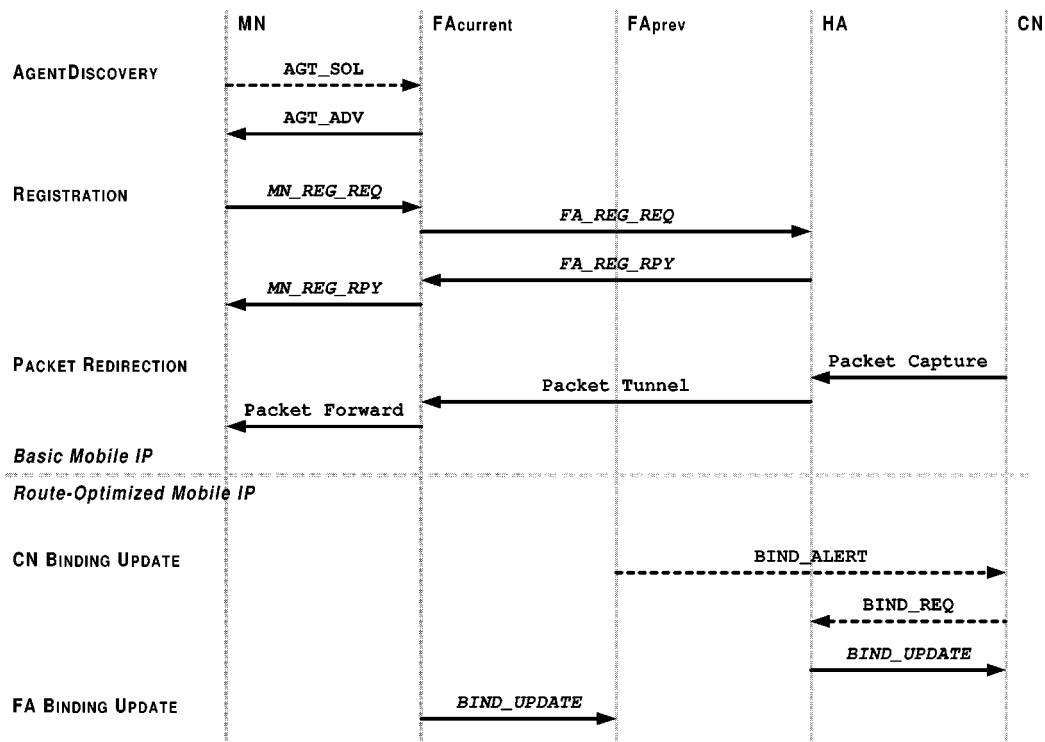 MN FAcurrent FAprev HA CN
AGENTDISCOVERY
AGT_SOL
AGT_ADV
REGISTRATION
MN_REG_REQ
FA_REG_REQ
FA_REG_RPY
MN_REG_RPY
PACKET REDIRECTION
Packet Capture
Packet Tunnel
Packet Forward
Basic Mobile IP
Route-Optimized Mobile IP
CN BINDING UPDATE
BIND_ALERT
BIND_REQ
BIND_UPDATE
FA BINDING UPDATE
BIND_UPDATE